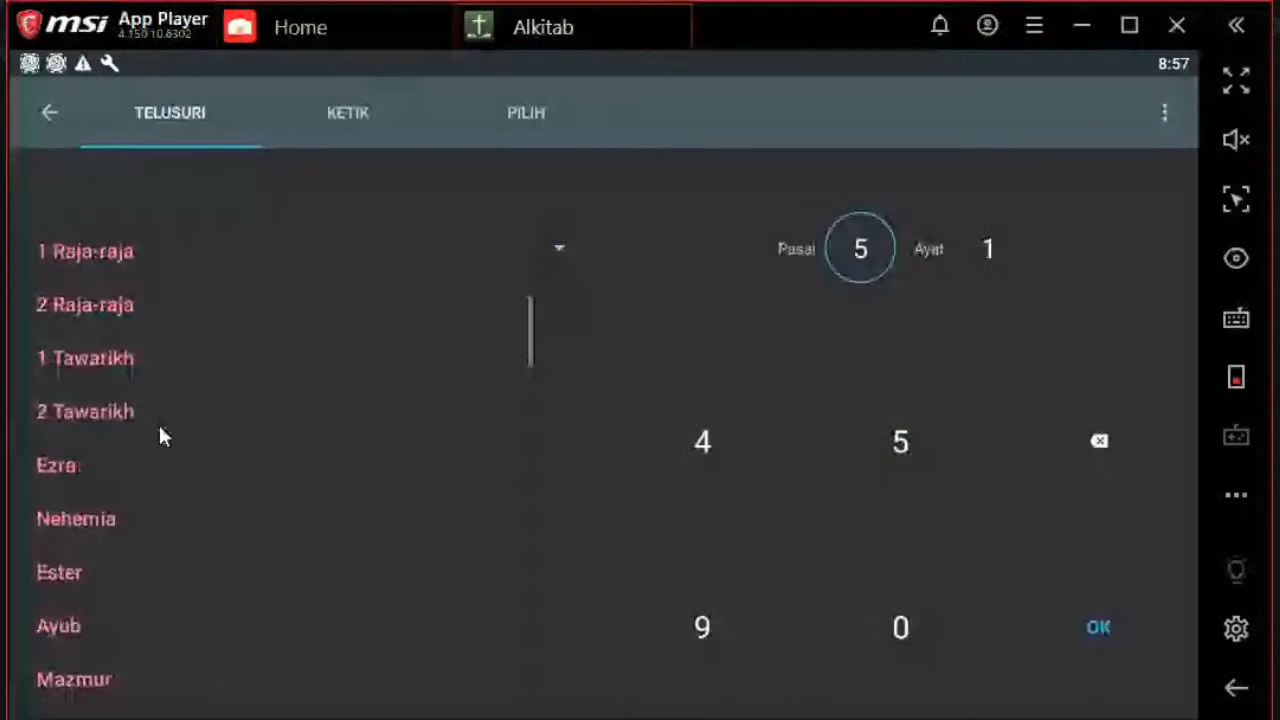 msi App Player
4.150.10.6302
Home
Alkitab
8:57
TELUSURI
KETIK
PILIH
1 Raja-raja
Pasal 5 Ayat 1
2 Raja-raja
1 Tawarikh
2 Tawarikh
4 5
Ezra
Nehemia
Ester
Ayub
9 0 OK
Mazmur